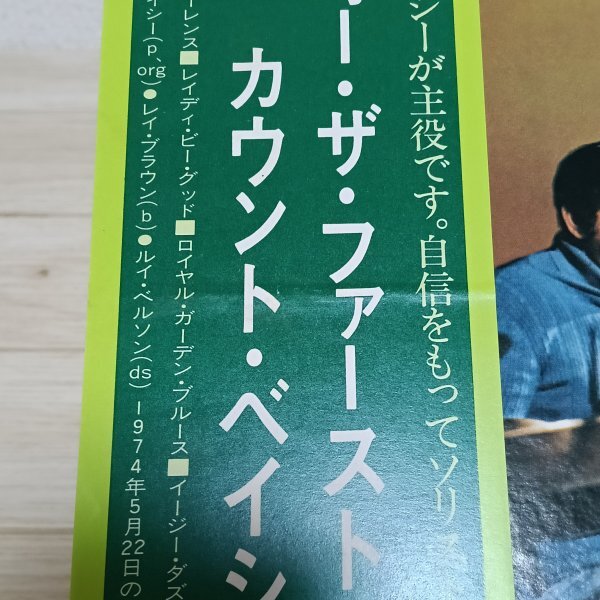 シーが主役です。自信をもってソリ
ー・ザ・ファースト
カウント・ベイシ
ーレンス■レイディ・ビー・グッド■ロイヤル・ガーデン・ブルース■イージー・ダズ
イシー(p、org)●レイ・ブラウン(b)●ルイ・ベルソン(ds)ー1974年5月22日の